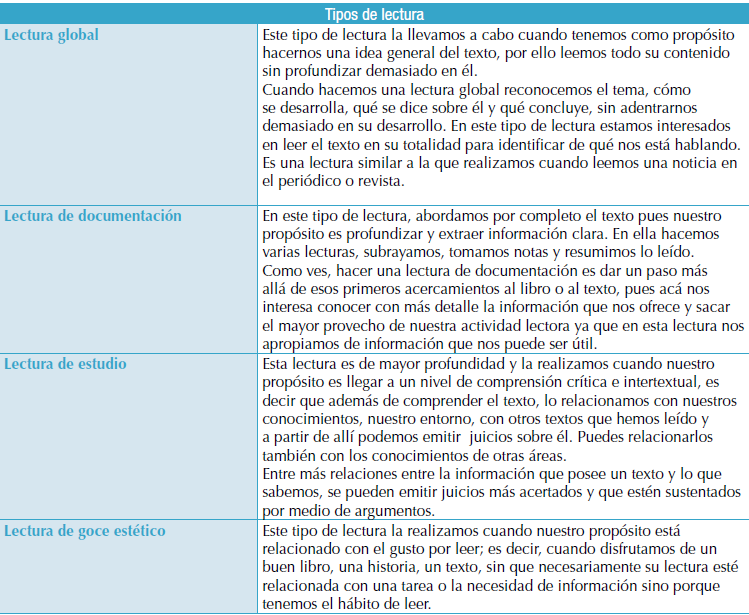 Tipos de lectura
Lectura global
Este tipo de lectura la llevamos a cabo cuando tenemos como propósito
hacernos una idea general del texto, por ello leemos todo su contenido
sin profundizar demasiado en él.
Cuando hacemos una lectura global reconocemos el tema, cómo
se desarrolla, qué se dice sobre él y qué concluye, sin adentrarnos
demasiado en su desarrollo. En este tipo de lectura estamos interesados
en leer el texto en su totalidad para identificar de qué nos está hablando.
Es una lectura similar a la que realizamos cuando leemos una noticia en
el periódico o revista.
Lectura de documentación
En este tipo de lectura, abordamos por completo el texto pues nuestro
propósito es profundizar y extraer información clara. En ella hacemos
varias lecturas, subrayamos, tomamos notas y resumimos lo leído.
Como ves, hacer una lectura de documentación es dar un paso más
allá de esos primeros acercamientos al libro o al texto, pues acá nos
interesa conocer con más detalle la información que nos ofrece y sacar
el mayor provecho de nuestra actividad lectora ya que en esta lectura nos
apropiamos de información que nos puede ser útil.
Lectura de estudio
Esta lectura es de mayor profundidad y la realizamos cuando nuestro
propósito es llegar a un nivel de comprensión crítica e intertextual, es
decir que además de comprender el texto, lo relacionamos con nuestros
conocimientos, nuestro entorno, con otros textos que hemos leído y
a partir de allí podemos emitir juicios sobre él. Puedes relacionarlos
también con los conocimientos de otras áreas.
Entre más relaciones entre la información que posee un texto y lo que
sabemos, se pueden emitir juicios más acertados y que estén sustentados
por medio de argumentos.
Lectura de goce estético
Este tipo de lectura la realizamos cuando nuestro propósito está
relacionado con el gusto por leer; es decir, cuando disfrutamos de un
buen libro, una historia, un texto, sin que necesariamente su lectura esté
relacionada con una tarea o la necesidad de información sino porque
tenemos el hábito de leer.